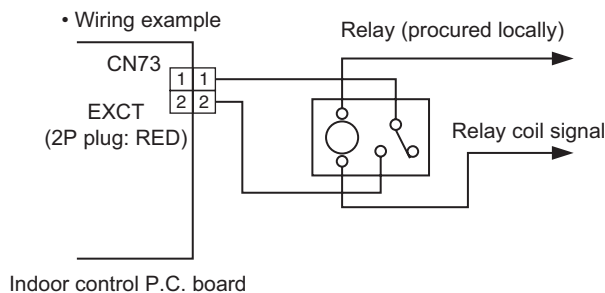 • Wiring example
Relay (procured locally)
CN73
1 1
2 2
EXCT
(2P plug: RED)
Relay coil signal
Indoor control P.C. board